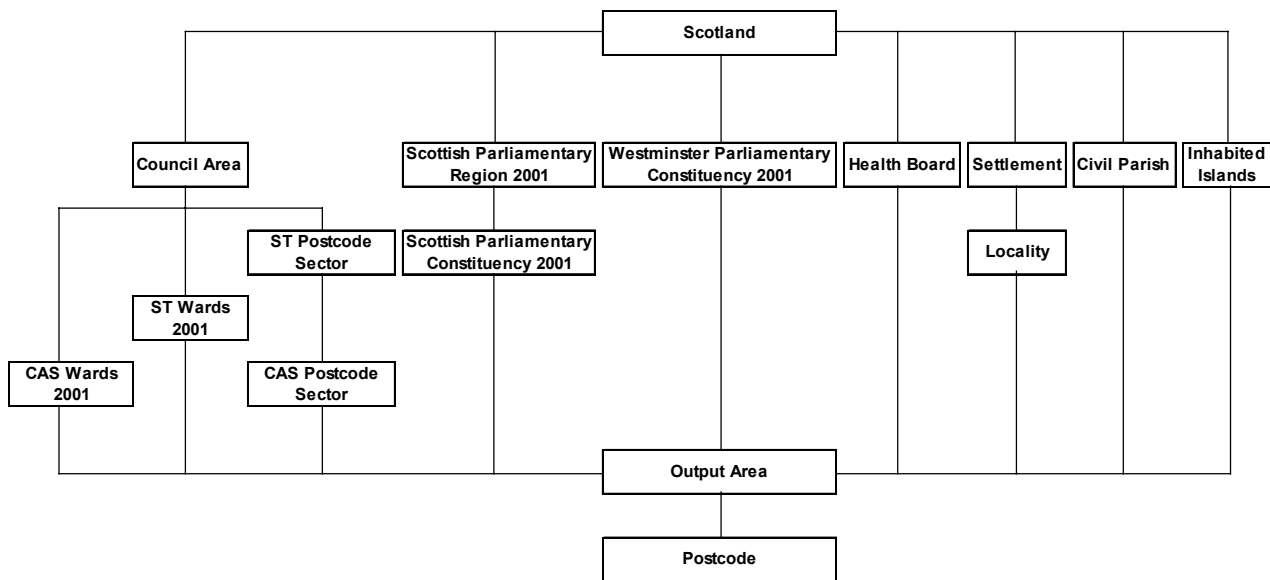 Scotland
Council Area
Scottish Parliamentary
Region 2001
Westminster Parliamentary
Constituency 2001
Health Board
Settlement
Civil Parish
Inhabited
Islands
ST Postcode
Sector
Scottish Parliamentary
Constituency 2001
Locality
ST Wards
2001
CAS Wards
2001
CAS Postcode
Sector
Output Area
Postcode